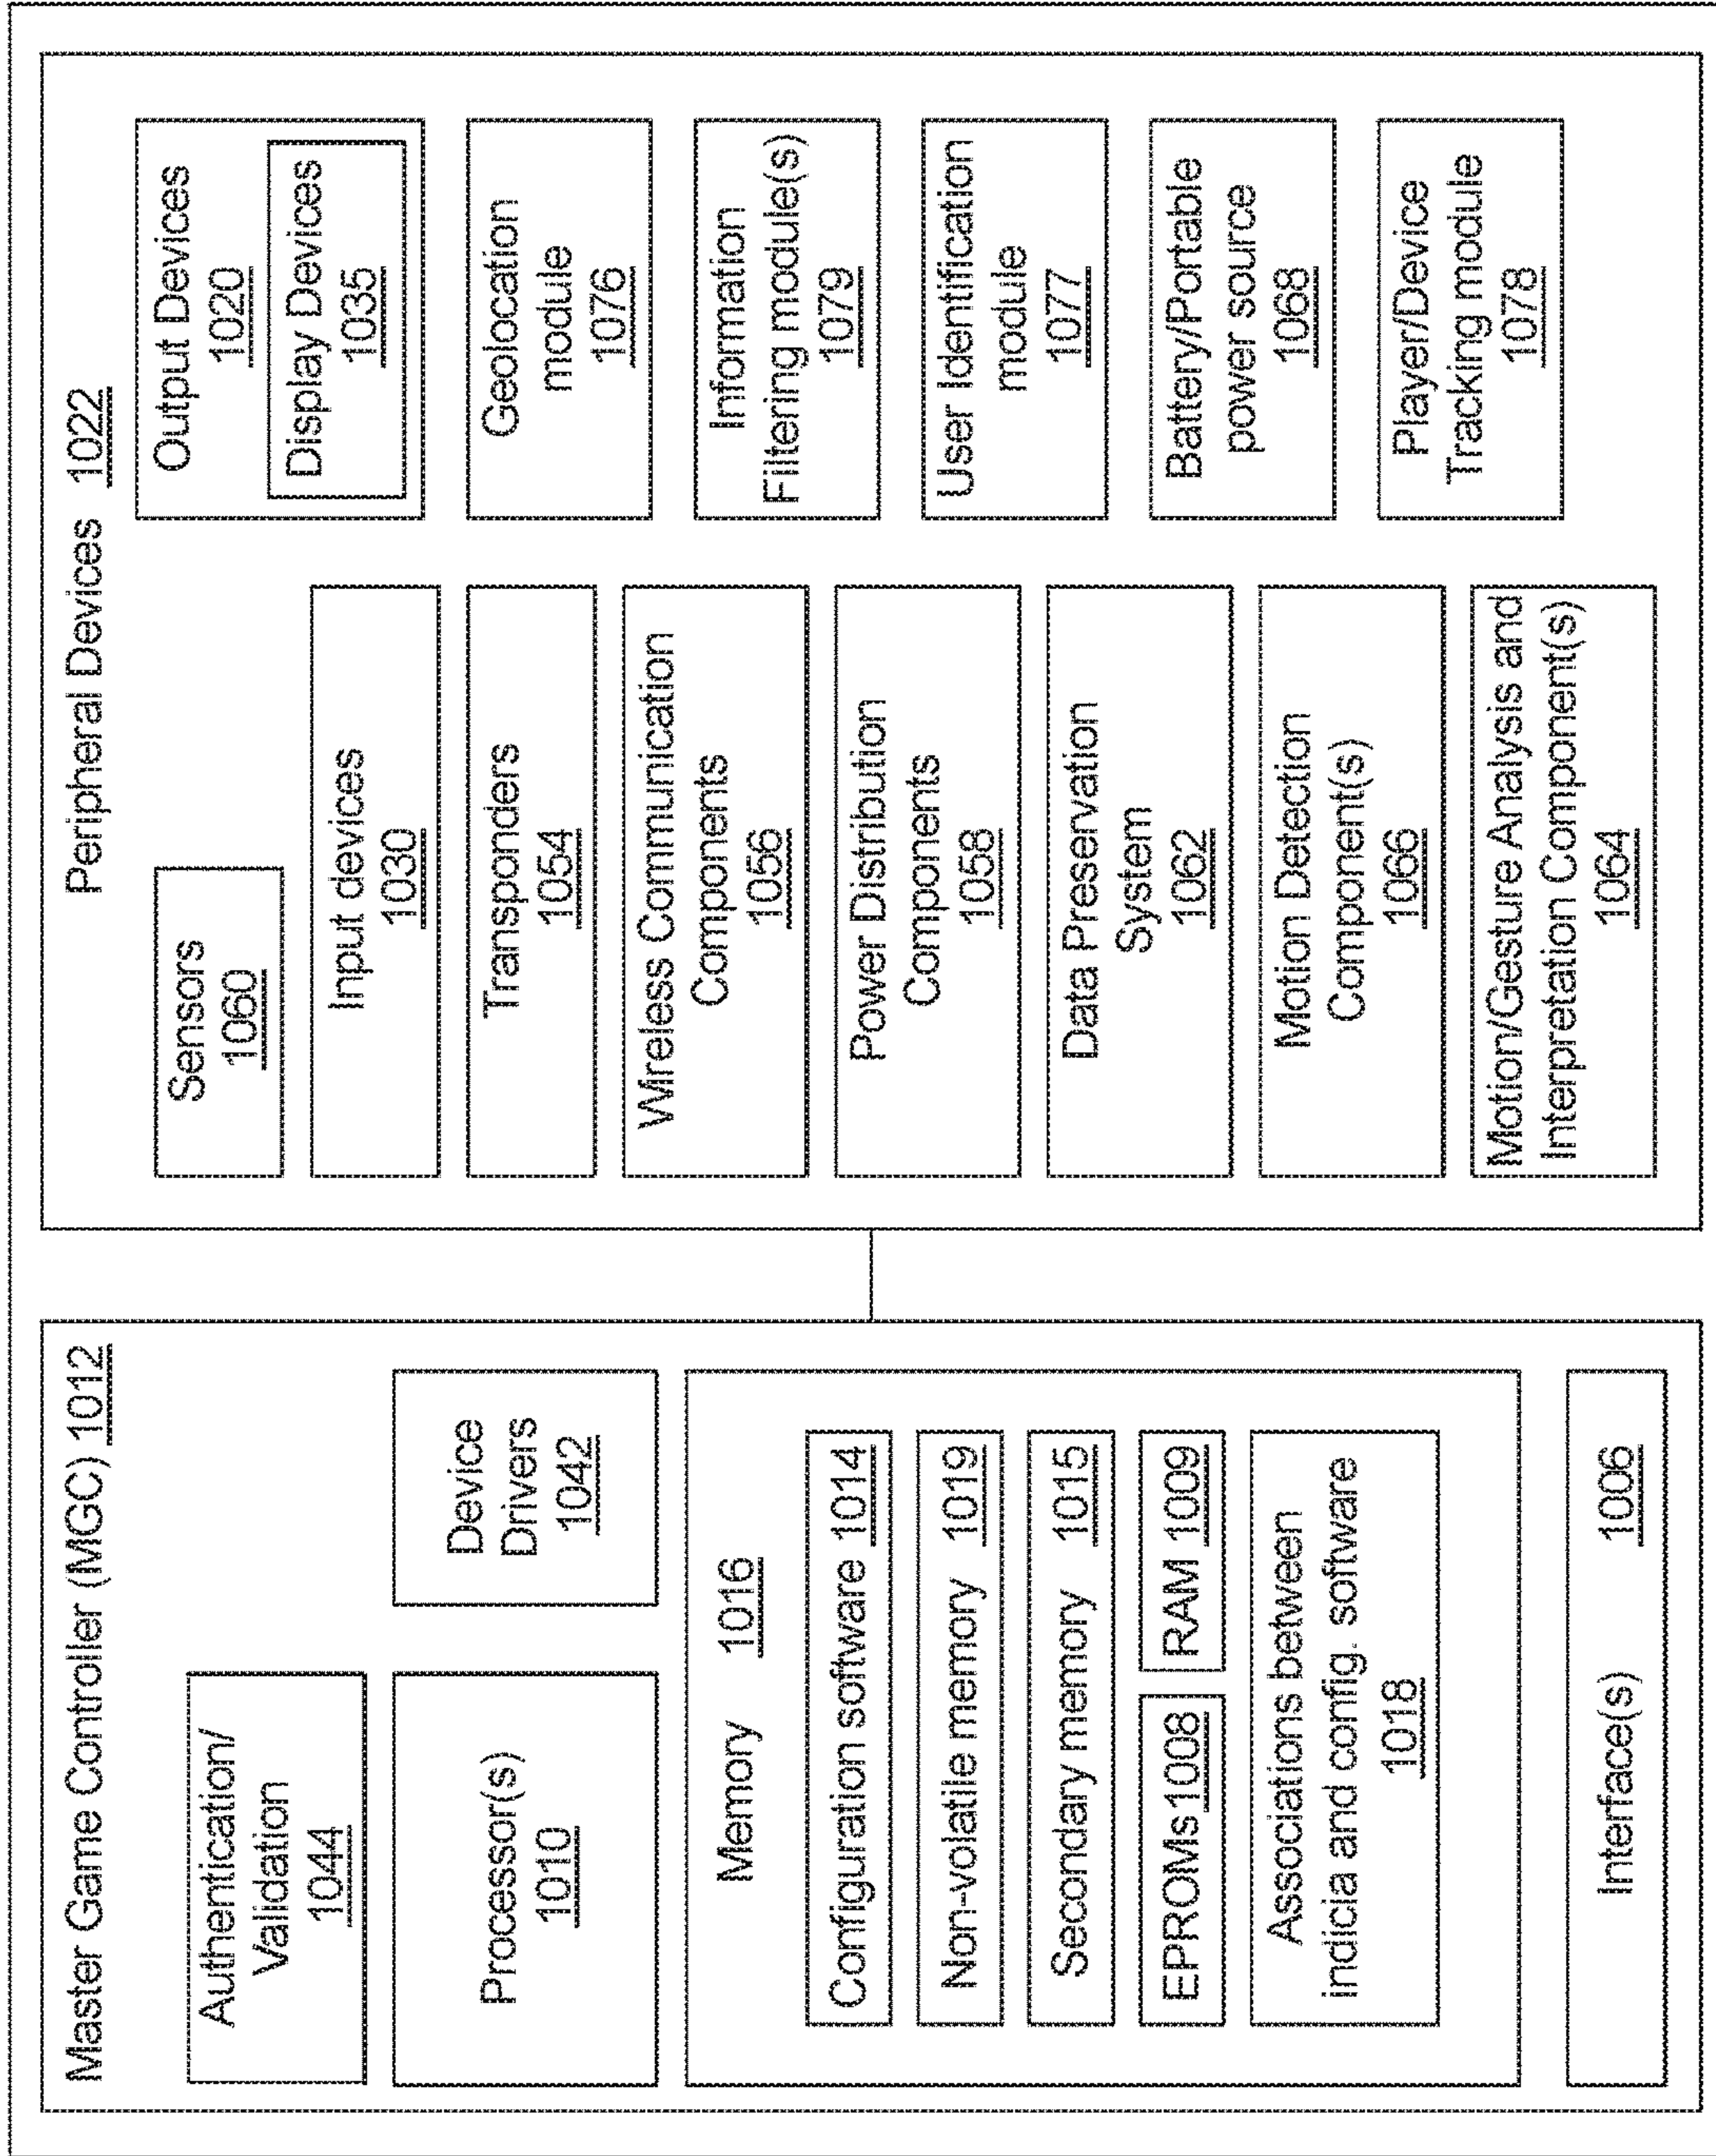 Master Game Controller (MGC) 1012
Authentication/
Validation
1044
Processor(s)
1010
Device
Drivers
1042
Memory 1016
Configuration software 1014
Non-volatile memory 1019
Secondary memory 1015
EPROMs 1008
RAM 1009
Associations between
indicia and config. software
1018
Interface(s) 1006
Peripheral Devices 1022
Sensors
1060
Input devices
1030
Transponders
1054
Wireless Communication
Components
1056
Power Distribution
Components
1058
Data Preservation
System
1062
Motion Detection
Component(s)
1066
Motion/Gesture Analysis and
Interpretation Component(s)
1064
Output Devices
1020
Display Devices
1035
Geolocation
module
1076
Information
Filtering module(s)
1079
User Identification
module
1077
Battery/Portable
power source
1068
Player/Device
Tracking module
1078